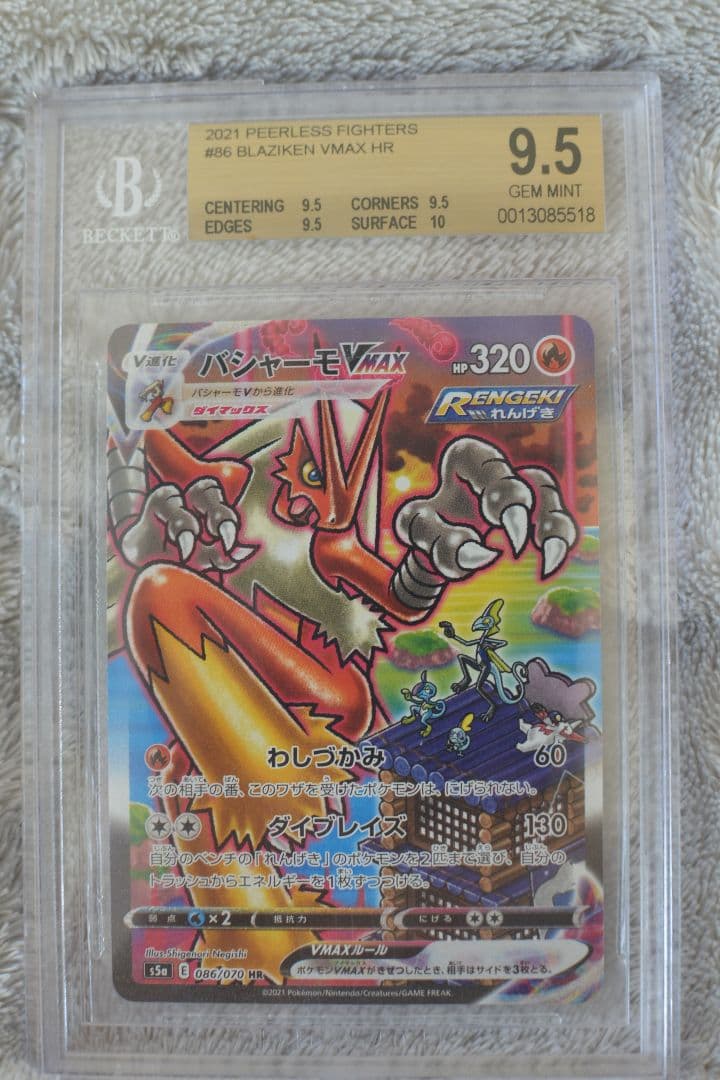 2021 PEERLESS FIGHTERS
#86 BLAZIKEN VMAX HR
9.5
GEM MINT
CENTERING 9.5 CORNERS 9.5
EDGES 9.5 SURFACE 10
0013085518
B
BECKETT®
V進化
バシャーモVMAX
HP320
バシャーモVから進化
ダイマックス
RENGEKI
れんげき
わしづかみ 60
次の相手の番、このワザを受けたポケモンは、にげられない。
ダイブレイズ 130
自分のベンチの「れんげき」のポケモンを2匹まで選び、自分の
トラッシュからエネルギーを1枚ずつつける。
弱点 ×2 抵抗力 にげる
Illus. Shigenori Negishi
VMAXルール
s5a E 086/070 HR
ポケモンVMAXがきぜつしたとき、相手はサイドを3枚とる。
©2021 Pokémon/Nintendo/Creatures/GAME FREAK.